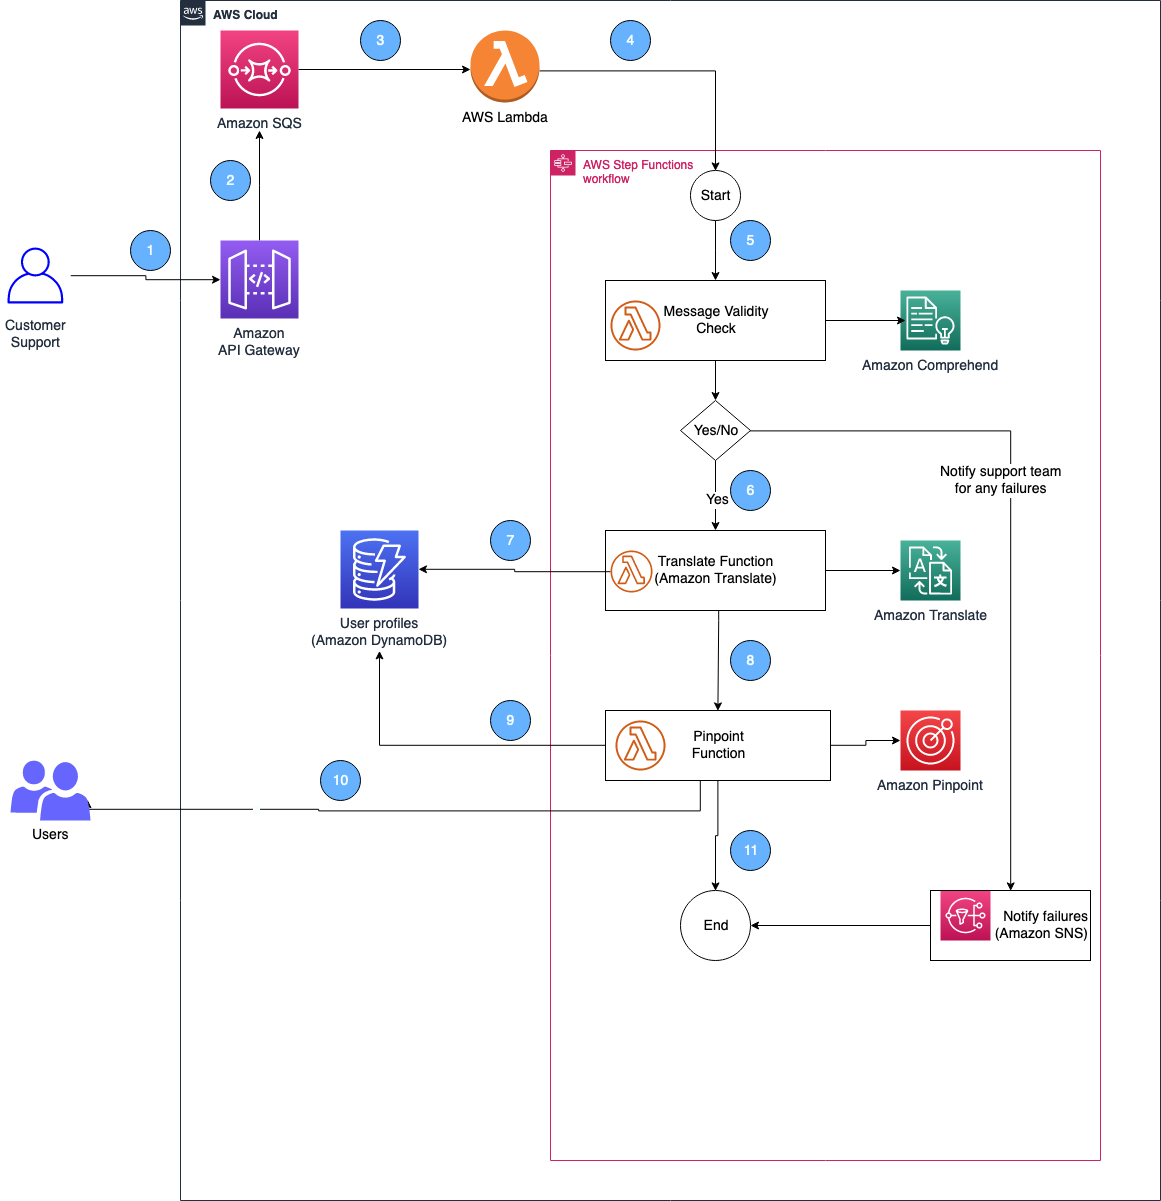 aws
AWS Cloud
3
4
Amazon SQS
AWS Lambda
2
AWS Step Functions
workflow
Start
1
5
Customer
Support
Amazon
API Gateway
Message Validity
Check
Amazon Comprehend
Yes/No
Notify support team
for any failures
Yes
6
7
Translate Function
(Amazon Translate)
A
文
User profiles
(Amazon DynamoDB)
Amazon Translate
8
9
Pinpoint
Function
Amazon Pinpoint
10
Users
11
End
Notify failures
(Amazon SNS)